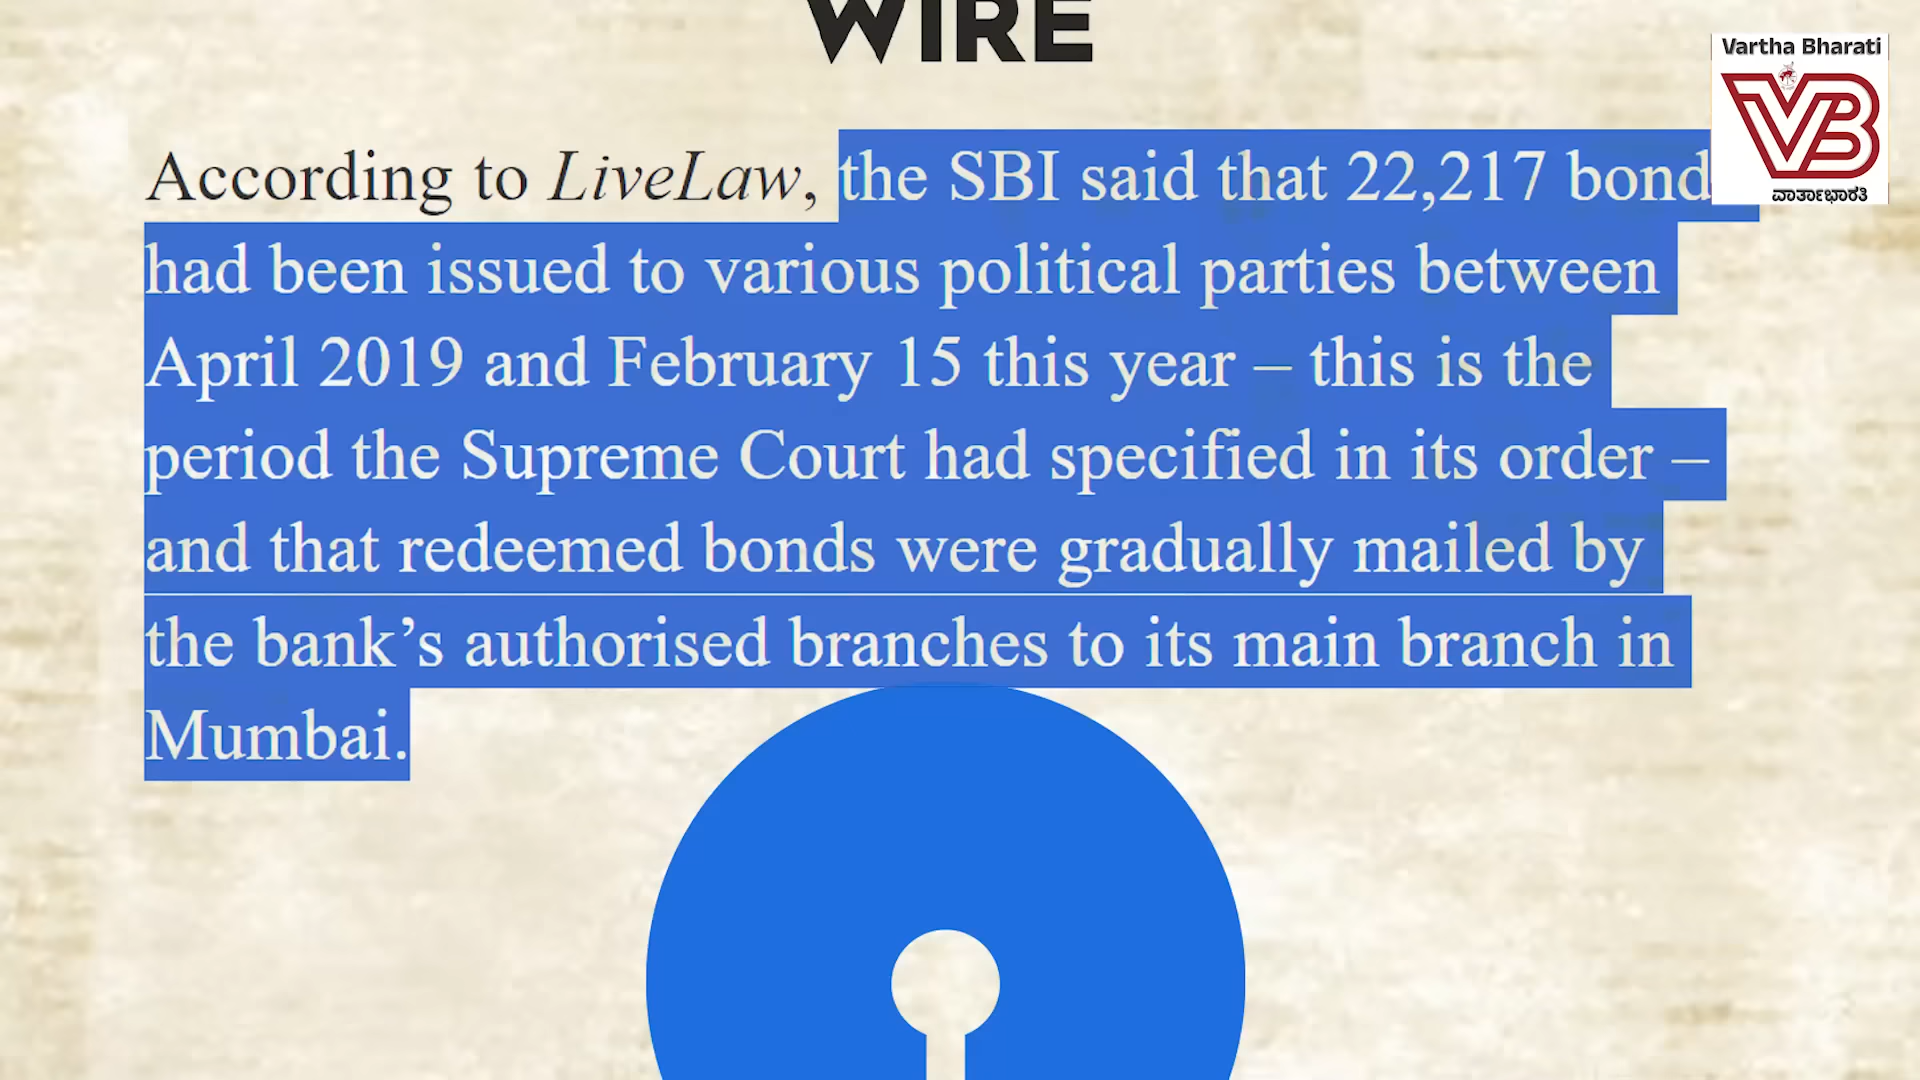 WIRE
Vartha Bharati
VB
ವಾರ್ತಾಭಾರತಿ
According to LiveLaw, the SBI said that 22,217 bond
had been issued to various political parties between
April 2019 and February 15 this year – this is the
period the Supreme Court had specified in its order –
and that redeemed bonds were gradually mailed by
the bank’s authorised branches to its main branch in
Mumbai.